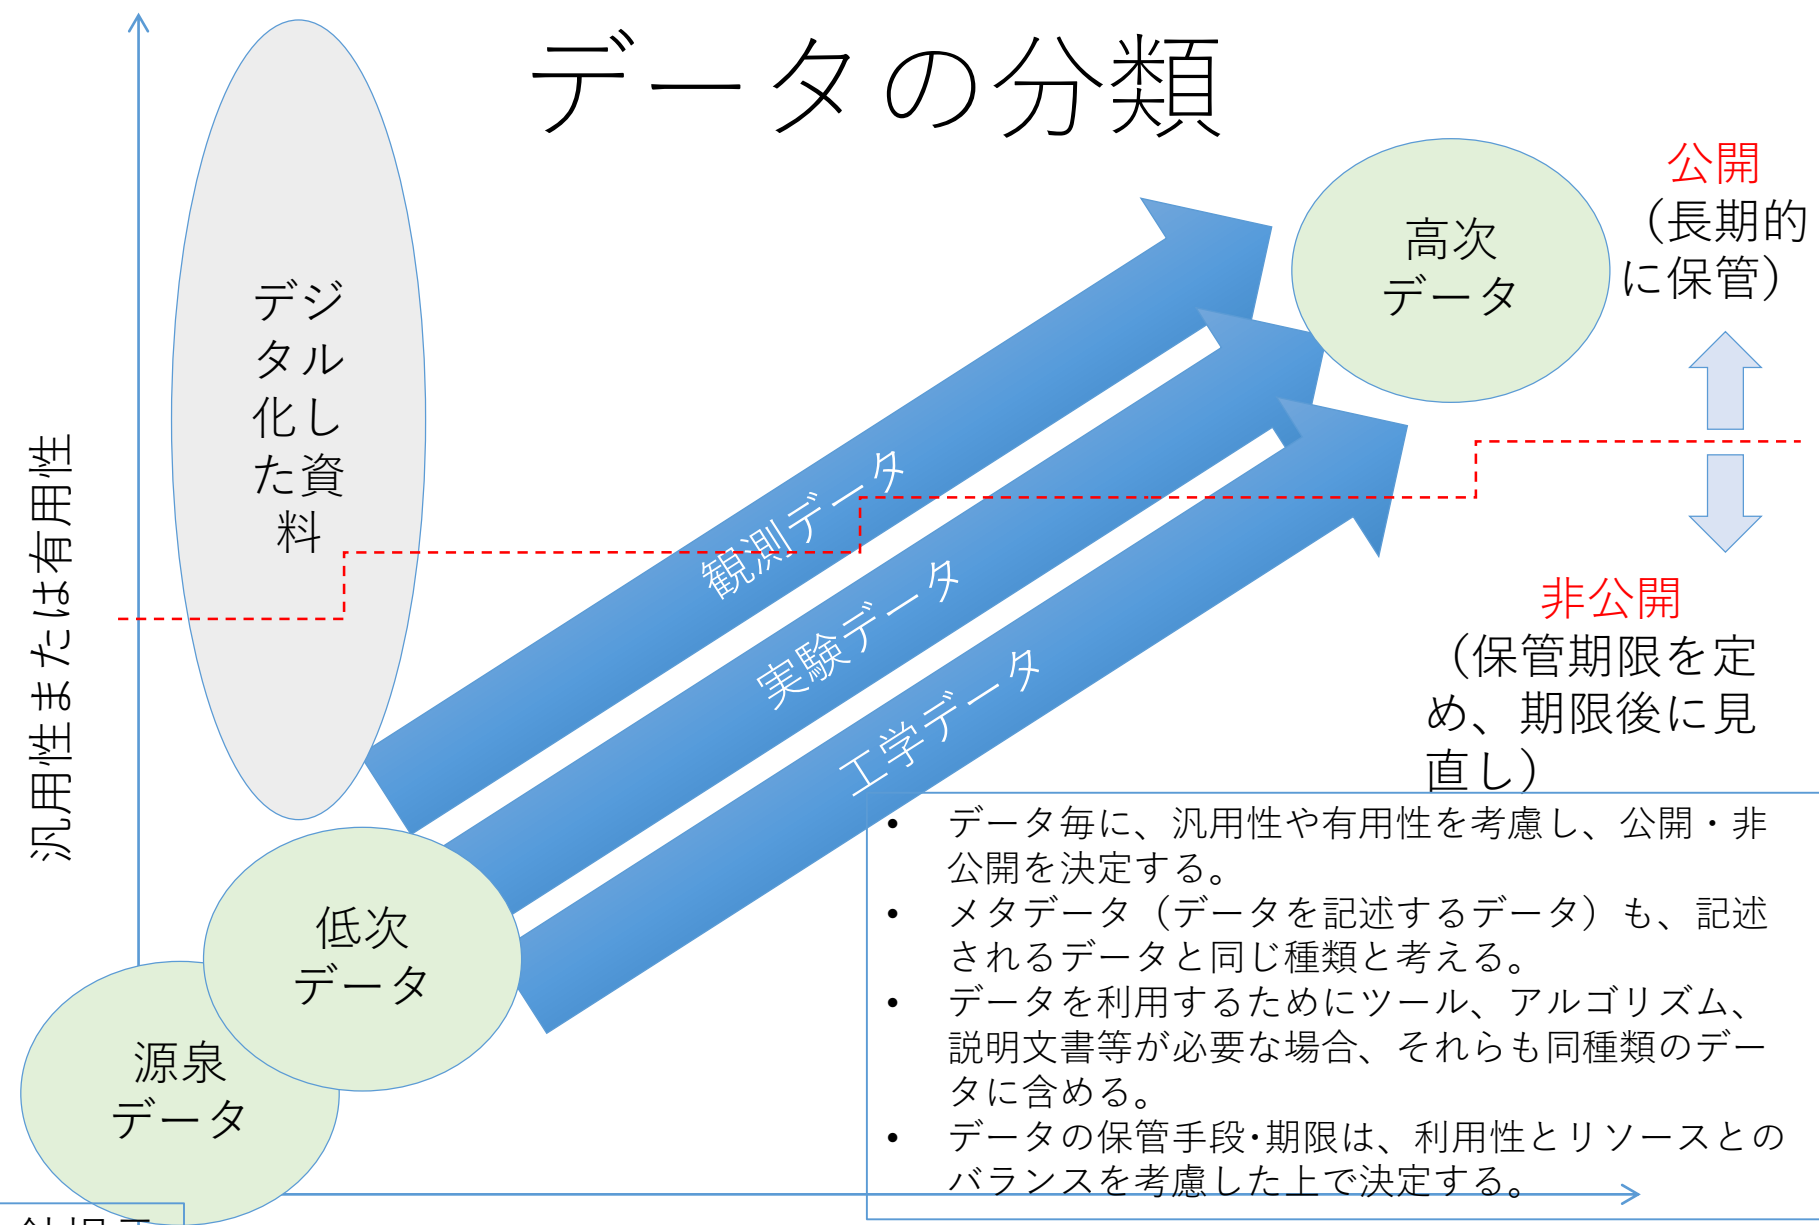 データの分類
公開
（長期的
に保管）
高次
データ
デジ
タル
化し
た資
料
汎用性または有用性
観測データ
実験データ
工学データ
非公開
（保管期限を定
め、期限後に見
直し）
低次
データ
源泉
データ
• データ毎に、汎用性や有用性を考慮し、公開・非
公開を決定する。
• メタデータ（データを記述するデータ）も、記述
されるデータと同じ種類と考える。
• データを利用するためにツール、アルゴリズム、
説明文書等が必要な場合、それらも同種類のデー
タに含める。
• データの保管手段･期限は、利用性とリソースとの
バランスを考慮した上で決定する。